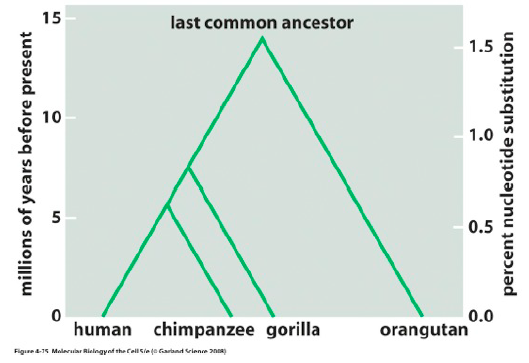 last common ancestor
millions of years before present
15
10
5
0
percent nucleotide substitution
1.5
1.0
0.5
0.0
human chimpanzee gorilla orangutan
Figure 4-75 Molecular Biology of the Cell 5/e (© Garland Science 2008)